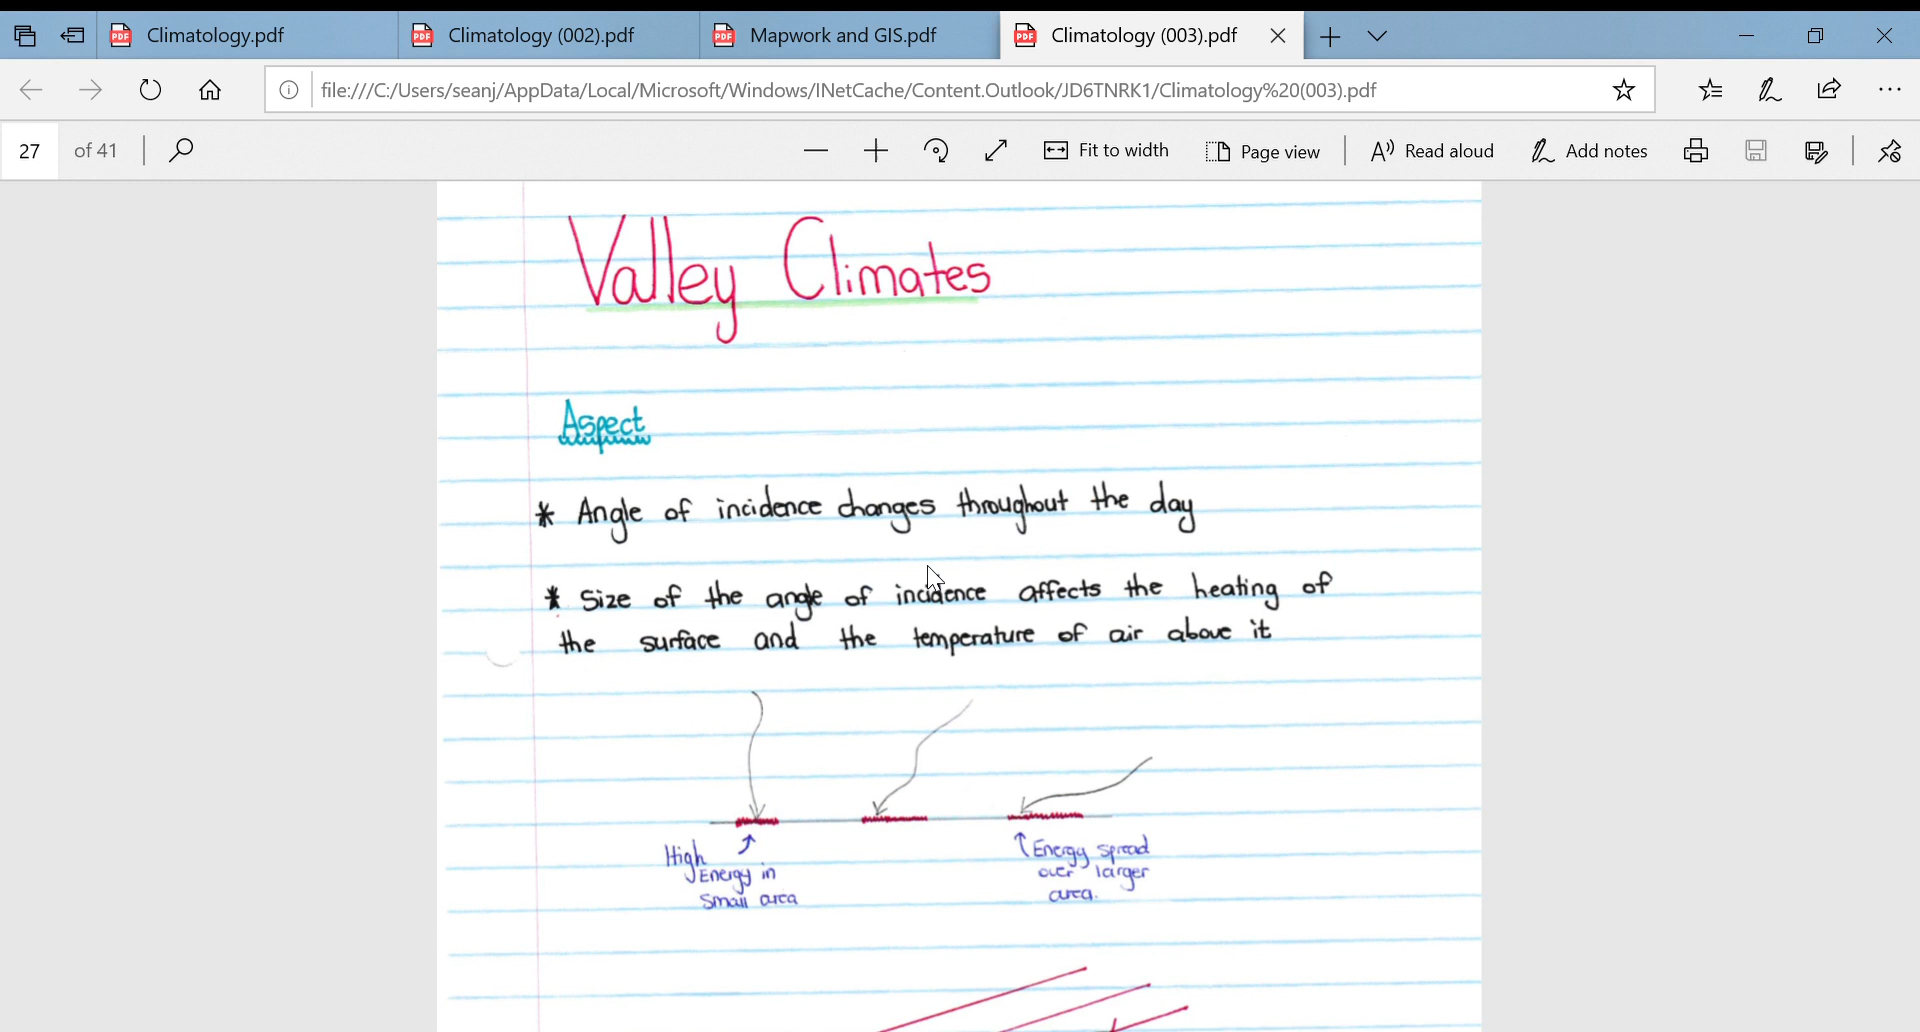 Climatology.pdf
Climatology (002).pdf
Mapwork and GIS.pdf
Climatology (003).pdf
file:///C:/Users/seanj/AppData/Local/Microsoft/Windows/INetCache/Content.Outlook/JD6TNRK1/Climatology%20(003).pdf
27 of 41
Fit to width
Page view
Read aloud
Add notes
Valley Climates
Aspect
* Angle of incidence changes throughout the day
* Size of the angle of incidence affects the heating of
the surface and the temperature of air above it
High
Energy in
Small area
Energy spread
over larger
area.